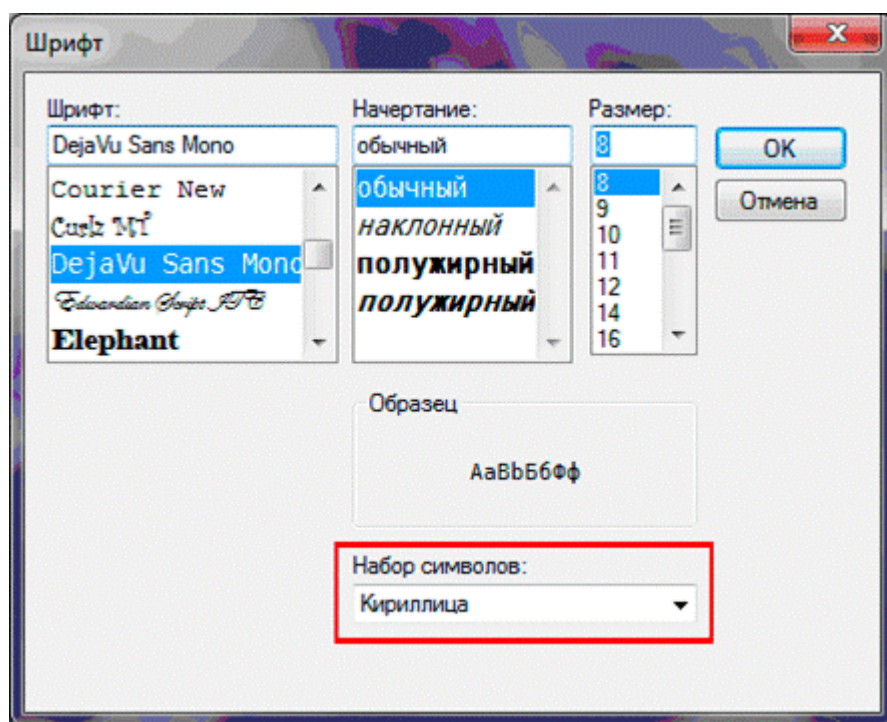 Шрифт
Шрифт:
DejaVu Sans Mono
Courier New
Curlz MT
DejaVu Sans Mono
Edwardian Script ITC
Elephant
Начертание:
обычный
обычный
наклонный
полужирный
полужирный
Размер:
8
8
9
10
11
12
14
16
OK
Отмена
Образец
АаBbБбФф
Набор символов:
Кириллица